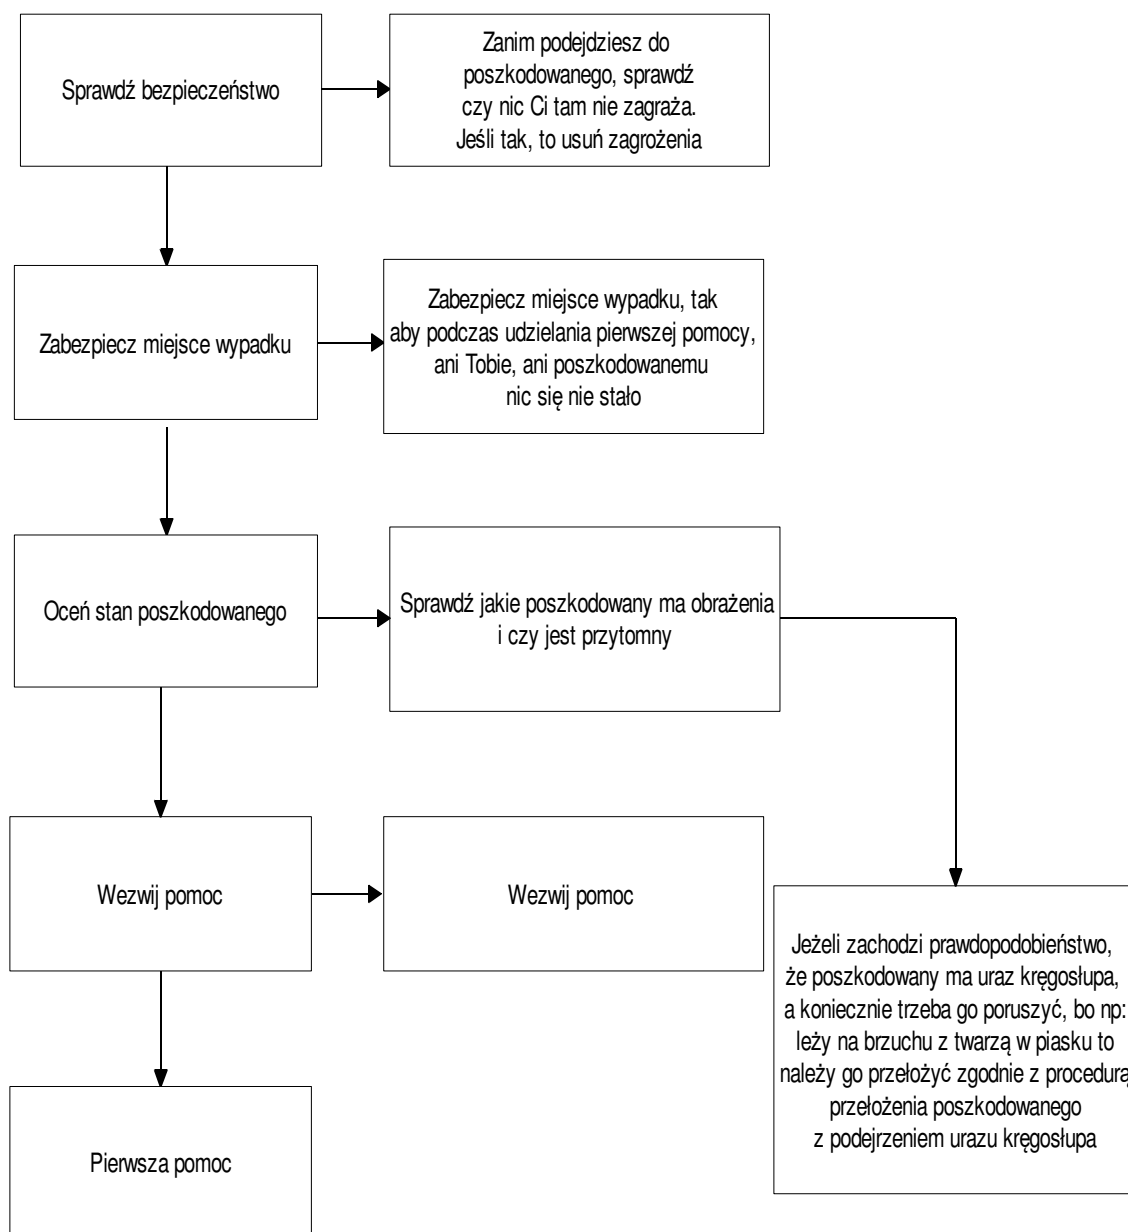 Sprawdź bezpieczeństwo
Zanim podejdziesz do
poszkodowanego, sprawdź
czy nic Ci tam nie zagraża.
Jeśli tak, to usuń zagrożenia
Zabezpiecz miejsce wypadku
Zabezpiecz miejsce wypadku, tak
aby podczas udzielania pierwszej pomocy,
ani Tobie, ani poszkodowanemu
nic się nie stało
Oceń stan poszkodowanego
Sprawdź jakie poszkodowany ma obrażenia
i czy jest przytomny
Wezwij pomoc
Wezwij pomoc
Jeżeli zachodzi prawdopodobieństwo,
że poszkodowany ma uraz kręgosłupa,
a koniecznie trzeba go poruszyć, bo np:
leży na brzuchu z twarzą w piasku to
należy go przełożyć zgodnie z procedurą
przełożenia poszkodowanego
z podejrzeniem urazu kręgosłupa
Pierwsza pomoc